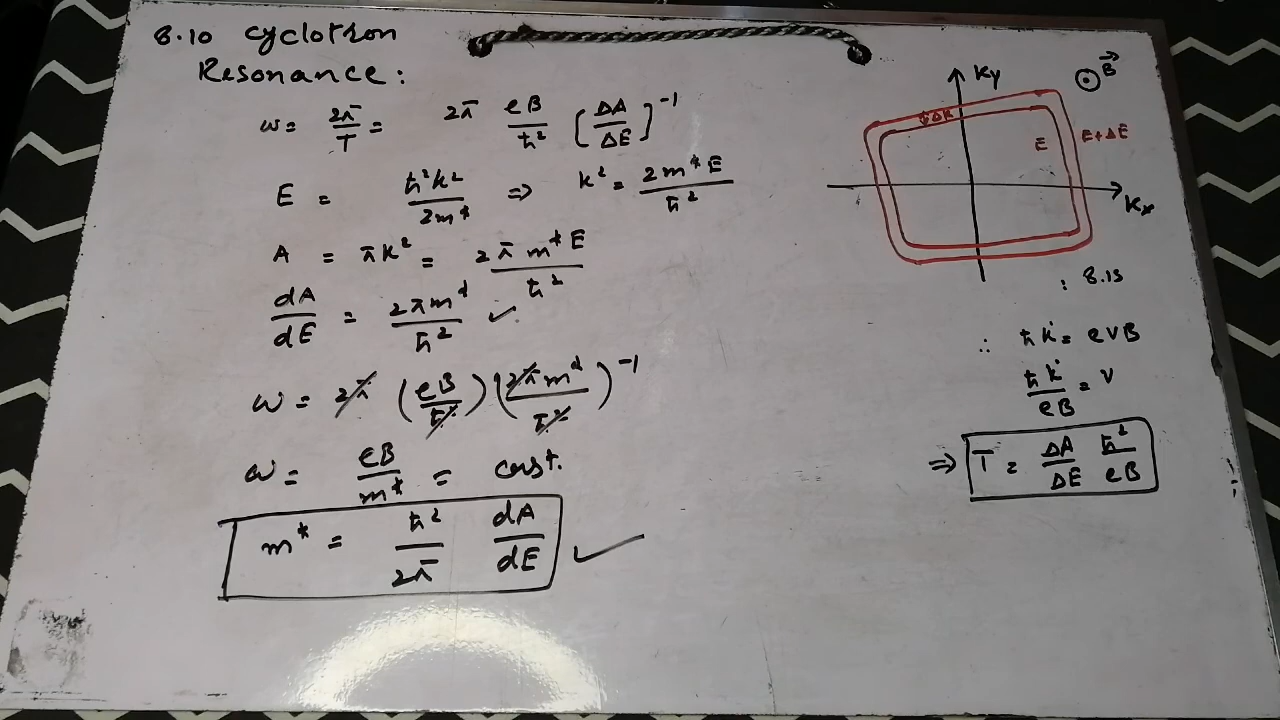 8.10 Cyclotron
Resonance:
ω = 2π/T = 2π eB/ħ² [ΔA/ΔE]⁻¹
E = ħ²k²/2m* ⇒ k² = 2m*E/ħ²
A = πk² = 2πm*E/ħ²
dA/dE = 2πm*/ħ² ✓
ω = 2π (eB/ħ²)(2πm*/ħ²)⁻¹
ω = eB/m* = const.
m* = ħ²/2π dA/dE ✓
B⃗
Ky
ΔK
E
E+ΔE
Kx
: 8.15
∴ ħk̇ = eVB
ħk̇/eB = V
⇒ T = ΔA/ΔE ħ²/eB